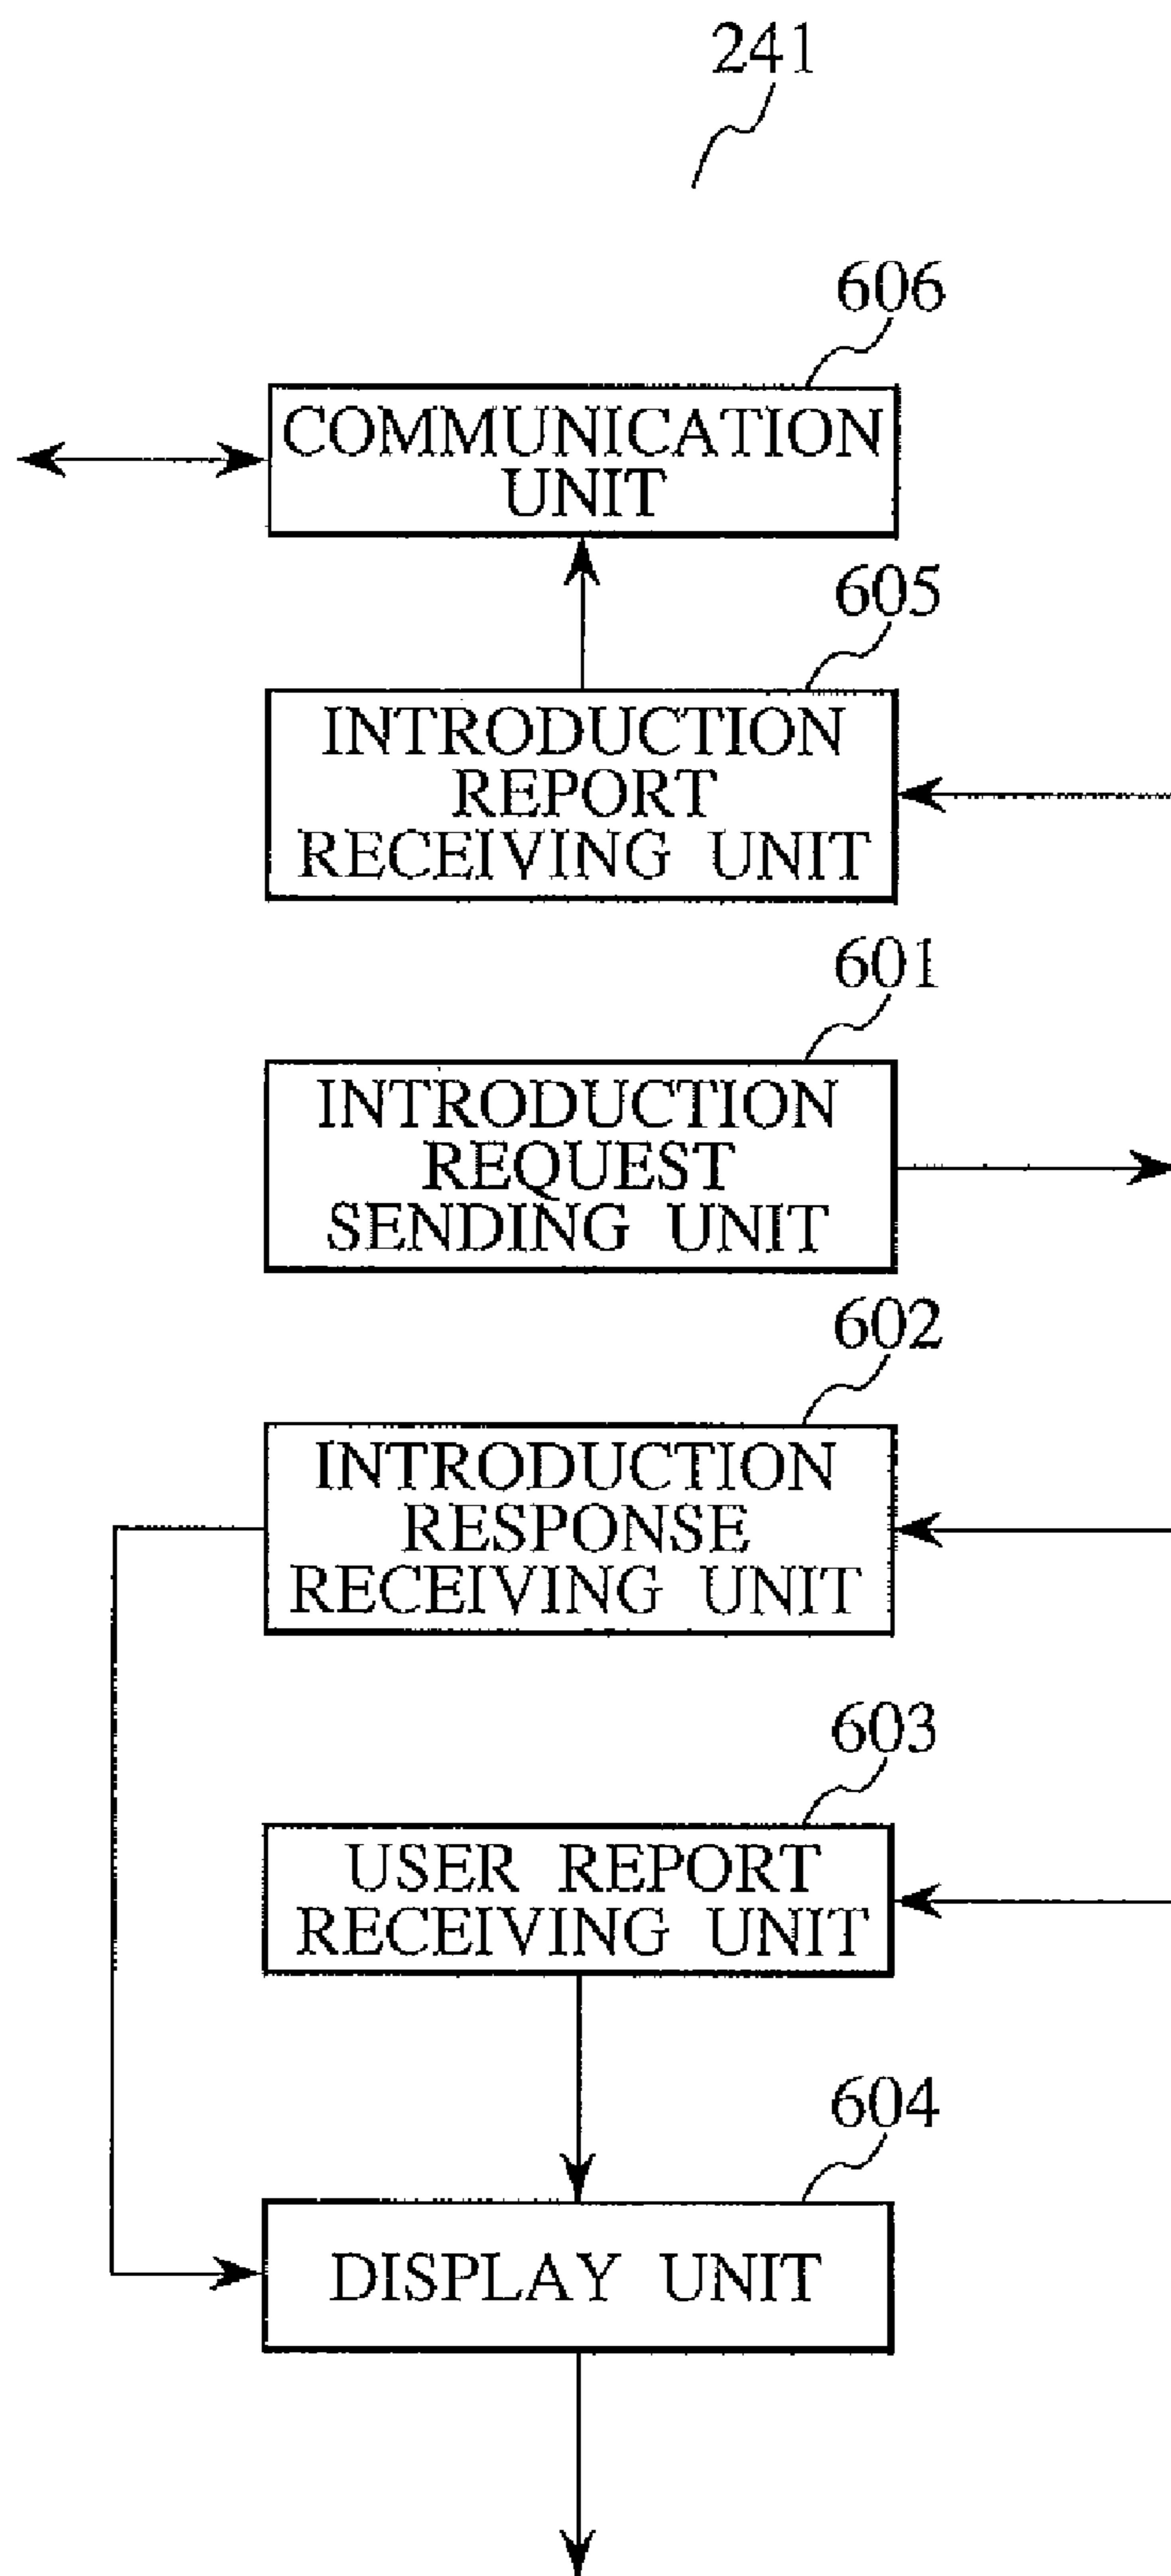 241
606
COMMUNICATION
UNIT
605
INTRODUCTION
REPORT
RECEIVING UNIT
601
INTRODUCTION
REQUEST
SENDING UNIT
602
INTRODUCTION
RESPONSE
RECEIVING UNIT
603
USER REPORT
RECEIVING UNIT
604
DISPLAY UNIT